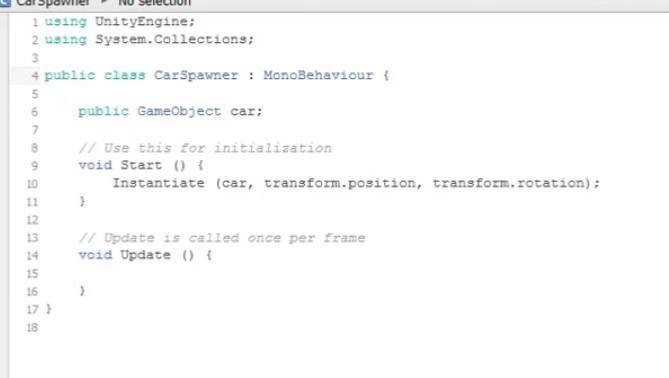 CarSpawner ▸ No selection
1 using UnityEngine;
2 using System.Collections;
3
4 public class CarSpawner : MonoBehaviour {
5
6 public GameObject car;
7
8 // Use this for initialization
9 void Start () {
10 Instantiate (car, transform.position, transform.rotation);
11 }
12
13 // Update is called once per frame
14 void Update () {
15
16 }
17 }
18